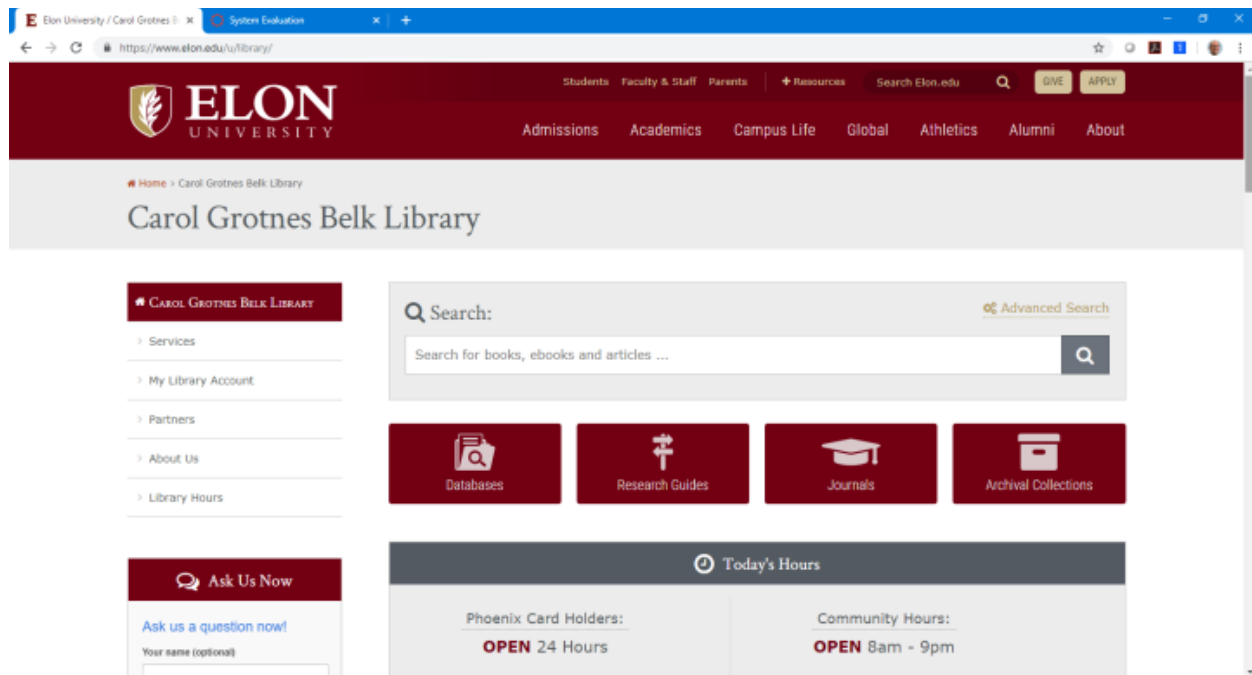 Elon University / Carol Grotnes B
System Evaluation
https://www.elon.edu/u/library/
Students Faculty & Staff Parents + Resources Search Elon.edu GIVE APPLY
ELON
UNIVERSITY
Admissions Academics Campus Life Global Athletics Alumni About
Home > Carol Grotnes Belk Library
Carol Grotnes Belk Library
Carol Grotnes Belk Library
> Services
> My Library Account
> Partners
> About Us
> Library Hours
Search:
Advanced Search
Search for books, ebooks and articles ...
Databases
Research Guides
Journals
Archival Collections
Ask Us Now
Ask us a question now!
Your name (optional)
Today's Hours
Phoenix Card Holders:
OPEN 24 Hours
Community Hours:
OPEN 8am - 9pm